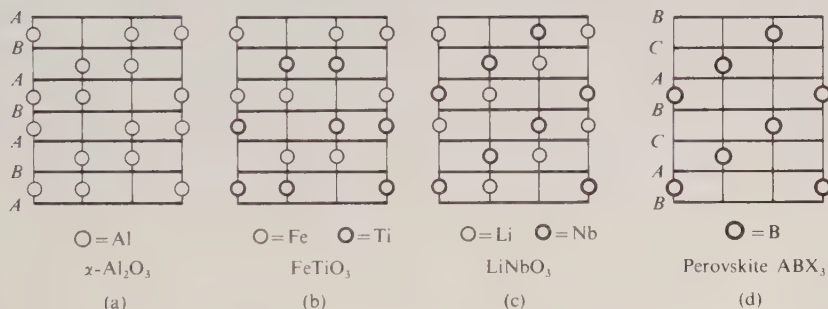 A B
B C
A A
B B
A C
B A
A B
○=Al ○=Fe ○=Ti ○=Li ○=Nb ○=B
α-Al₂O₃ FeTiO₃ LiNbO₃ Perovskite ABX₃
(a) (b) (c) (d)